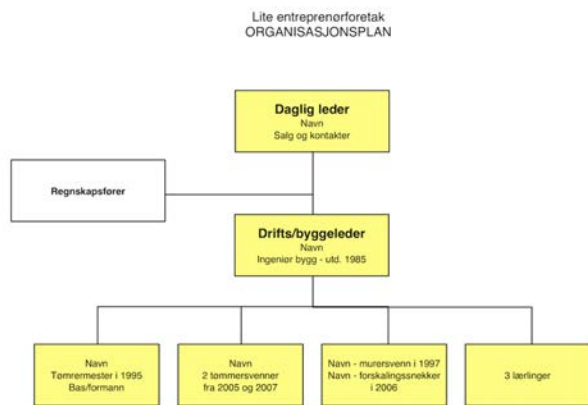 Lite entreprenørforetak
ORGANISASJONSPLAN
Daglig leder
Navn
Salg og kontakter
Regnskapsfører
Drifts/byggeleder
Navn
Ingeniør bygg - utd. 1985
Navn
Tømrermester i 1995
Bas/formann
Navn
2 tømmersvenner
fra 2005 og 2007
Navn - murersvenn i 1997
Navn - forskalingssnekker
i 2006
3 lærlinger